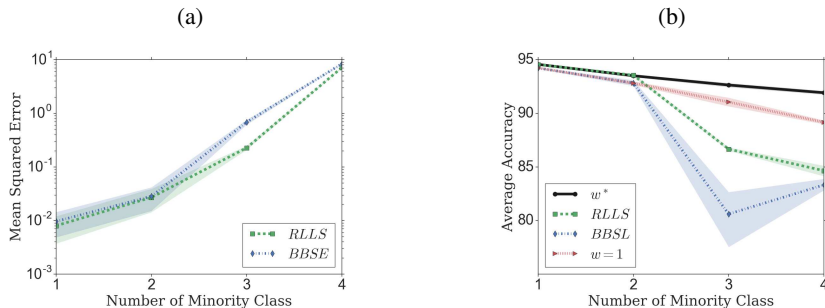 (a)
(b)
Mean Squared Error
10^1
10^0
10^-1
10^-2
10^-3
RLLS
BBSE
1 2 3 4
Number of Minority Class
Average Accuracy
95
90
85
80
w*
RLLS
BBSL
w = 1
1 2 3 4
Number of Minority Class